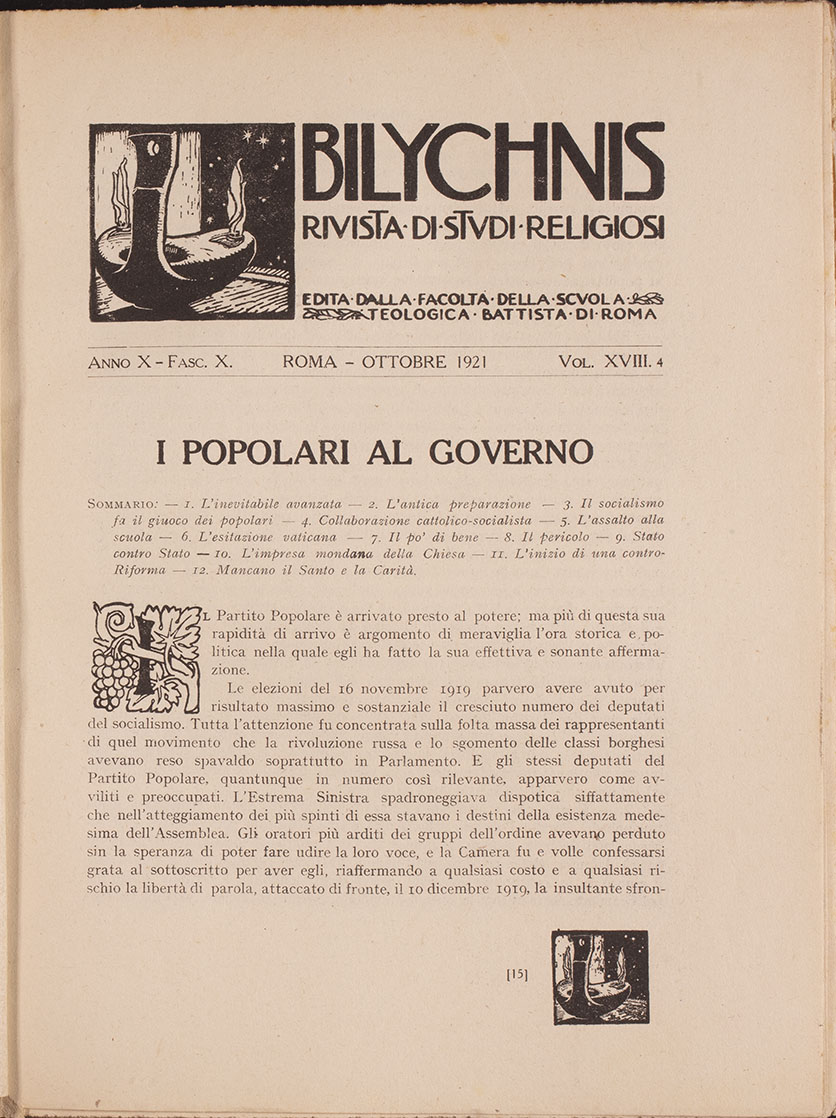 BILYCHNIS
RIVISTA·DI·STVDI·RELIGIOSI
EDITA·DALLA·FACOLTÀ·DELLA·SCVOLA·
TEOLOGICA·BATTISTA·DI·ROMA
ANNO X - FASC. X.
ROMA - OTTOBRE 1921
VOL. XVIII. 4
I POPOLARI AL GOVERNO
SOMMARIO: — 1. L'inevitabile avanzata — 2. L'antica preparazione — 3. Il socialismo
fa il giuoco dei popolari — 4. Collaborazione cattolico-socialista — 5. L'assalto alla
scuola — 6. L'esitazione vaticana — 7. Il po' di bene — 8. Il pericolo — 9. Stato
contro Stato — 10. L'impresa mondana della Chiesa — 11. L'inizio di una contro-
Riforma — 12. Mancano il Santo e la Carità.
IL Partito Popolare è arrivato presto al potere; ma più di questa sua
rapidità di arrivo è argomento di meraviglia l'ora storica e po-
litica nella quale egli ha fatto la sua effettiva e sonante afferma-
zione.
Le elezioni del 16 novembre 1919 parvero avere avuto per
risultato massimo e sostanziale il cresciuto numero dei deputati
del socialismo. Tutta l'attenzione fu concentrata sulla folta massa dei rappresentanti
di quel movimento che la rivoluzione russa e lo sgomento delle classi borghesi
avevano reso spavaldo soprattutto in Parlamento. E gli stessi deputati del
Partito Popolare, quantunque in numero così rilevante, apparvero come av-
viliti e preoccupati. L'Estrema Sinistra spadroneggiava dispotica siffattamente
che nell'atteggiamento dei più spinti di essa stavano i destini della esistenza mede-
sima dell'Assemblea. Gli oratori più arditi dei gruppi dell'ordine avevano perduto
sin la speranza di poter fare udire la loro voce, e la Camera fu e volle confessarsi
grata al sottoscritto per aver egli, riaffermando a qualsiasi costo e a qualsiasi ri-
schio la libertà di parola, attaccato di fronte, il 10 dicembre 1919, la insultante sfron-
[15]